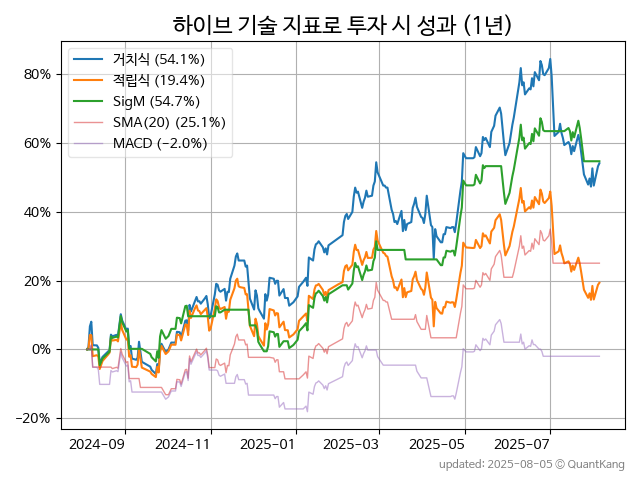 하이브 기술 지표로 투자 시 성과 (1년)
거치식 (54.1%)
적립식 (19.4%)
SigM (54.7%)
SMA(20) (25.1%)
MACD (−2.0%)
80%
60%
40%
20%
0%
−20%
2024−09 2024−11 2025−01 2025−03 2025−05 2025−07
updated: 2025-08-05 © QuantKang